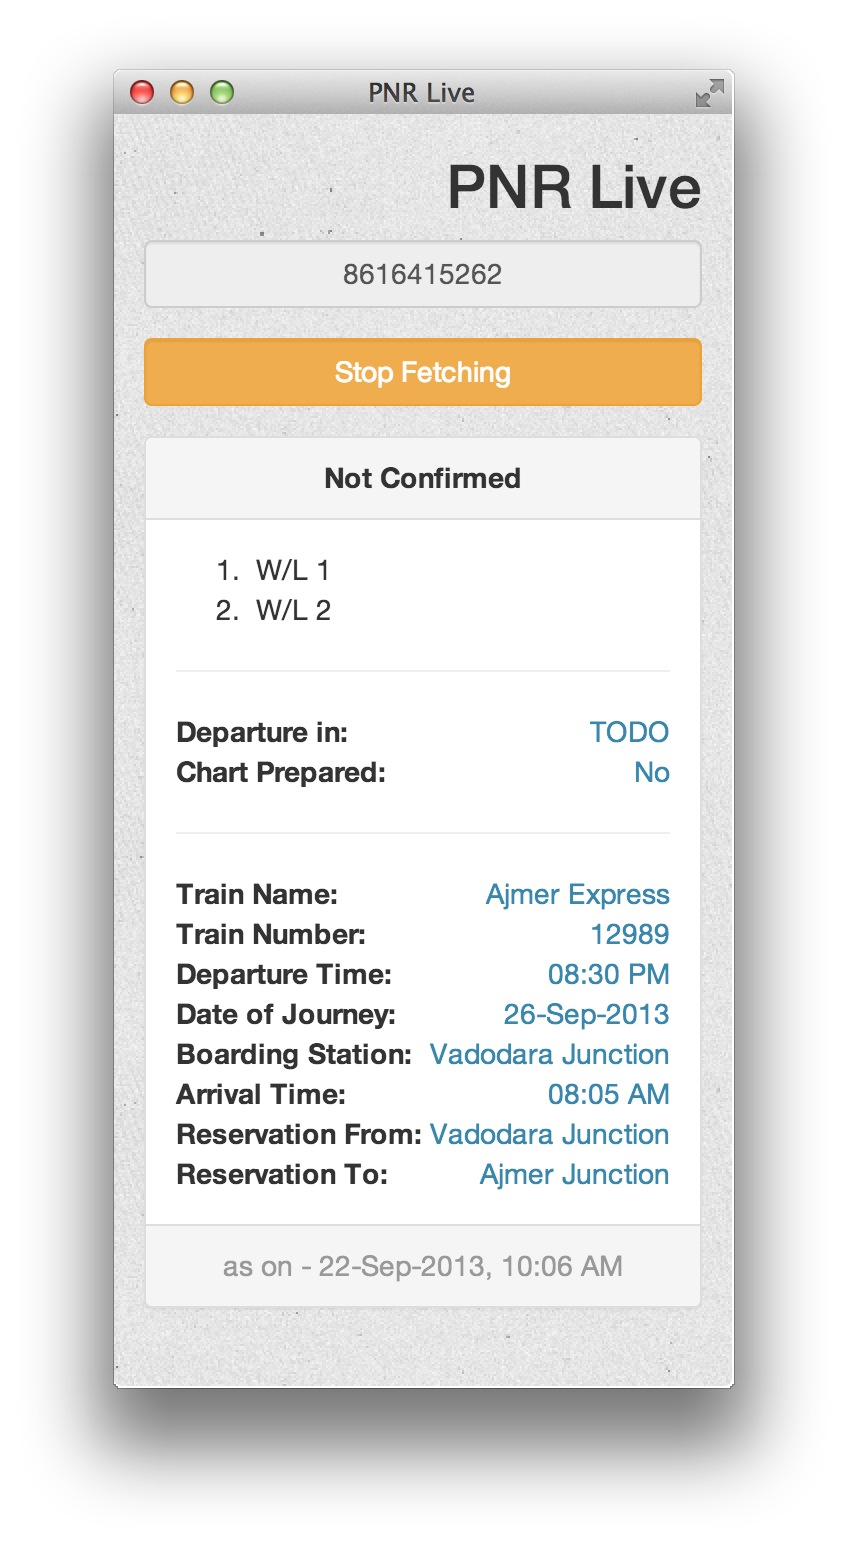 PNR Live
PNR Live
8616415262
Stop Fetching
Not Confirmed
1. W/L 1
2. W/L 2
Departure in: TODO
Chart Prepared: No
Train Name: Ajmer Express
Train Number: 12989
Departure Time: 08:30 PM
Date of Journey: 26-Sep-2013
Boarding Station: Vadodara Junction
Arrival Time: 08:05 AM
Reservation From: Vadodara Junction
Reservation To: Ajmer Junction
as on - 22-Sep-2013, 10:06 AM